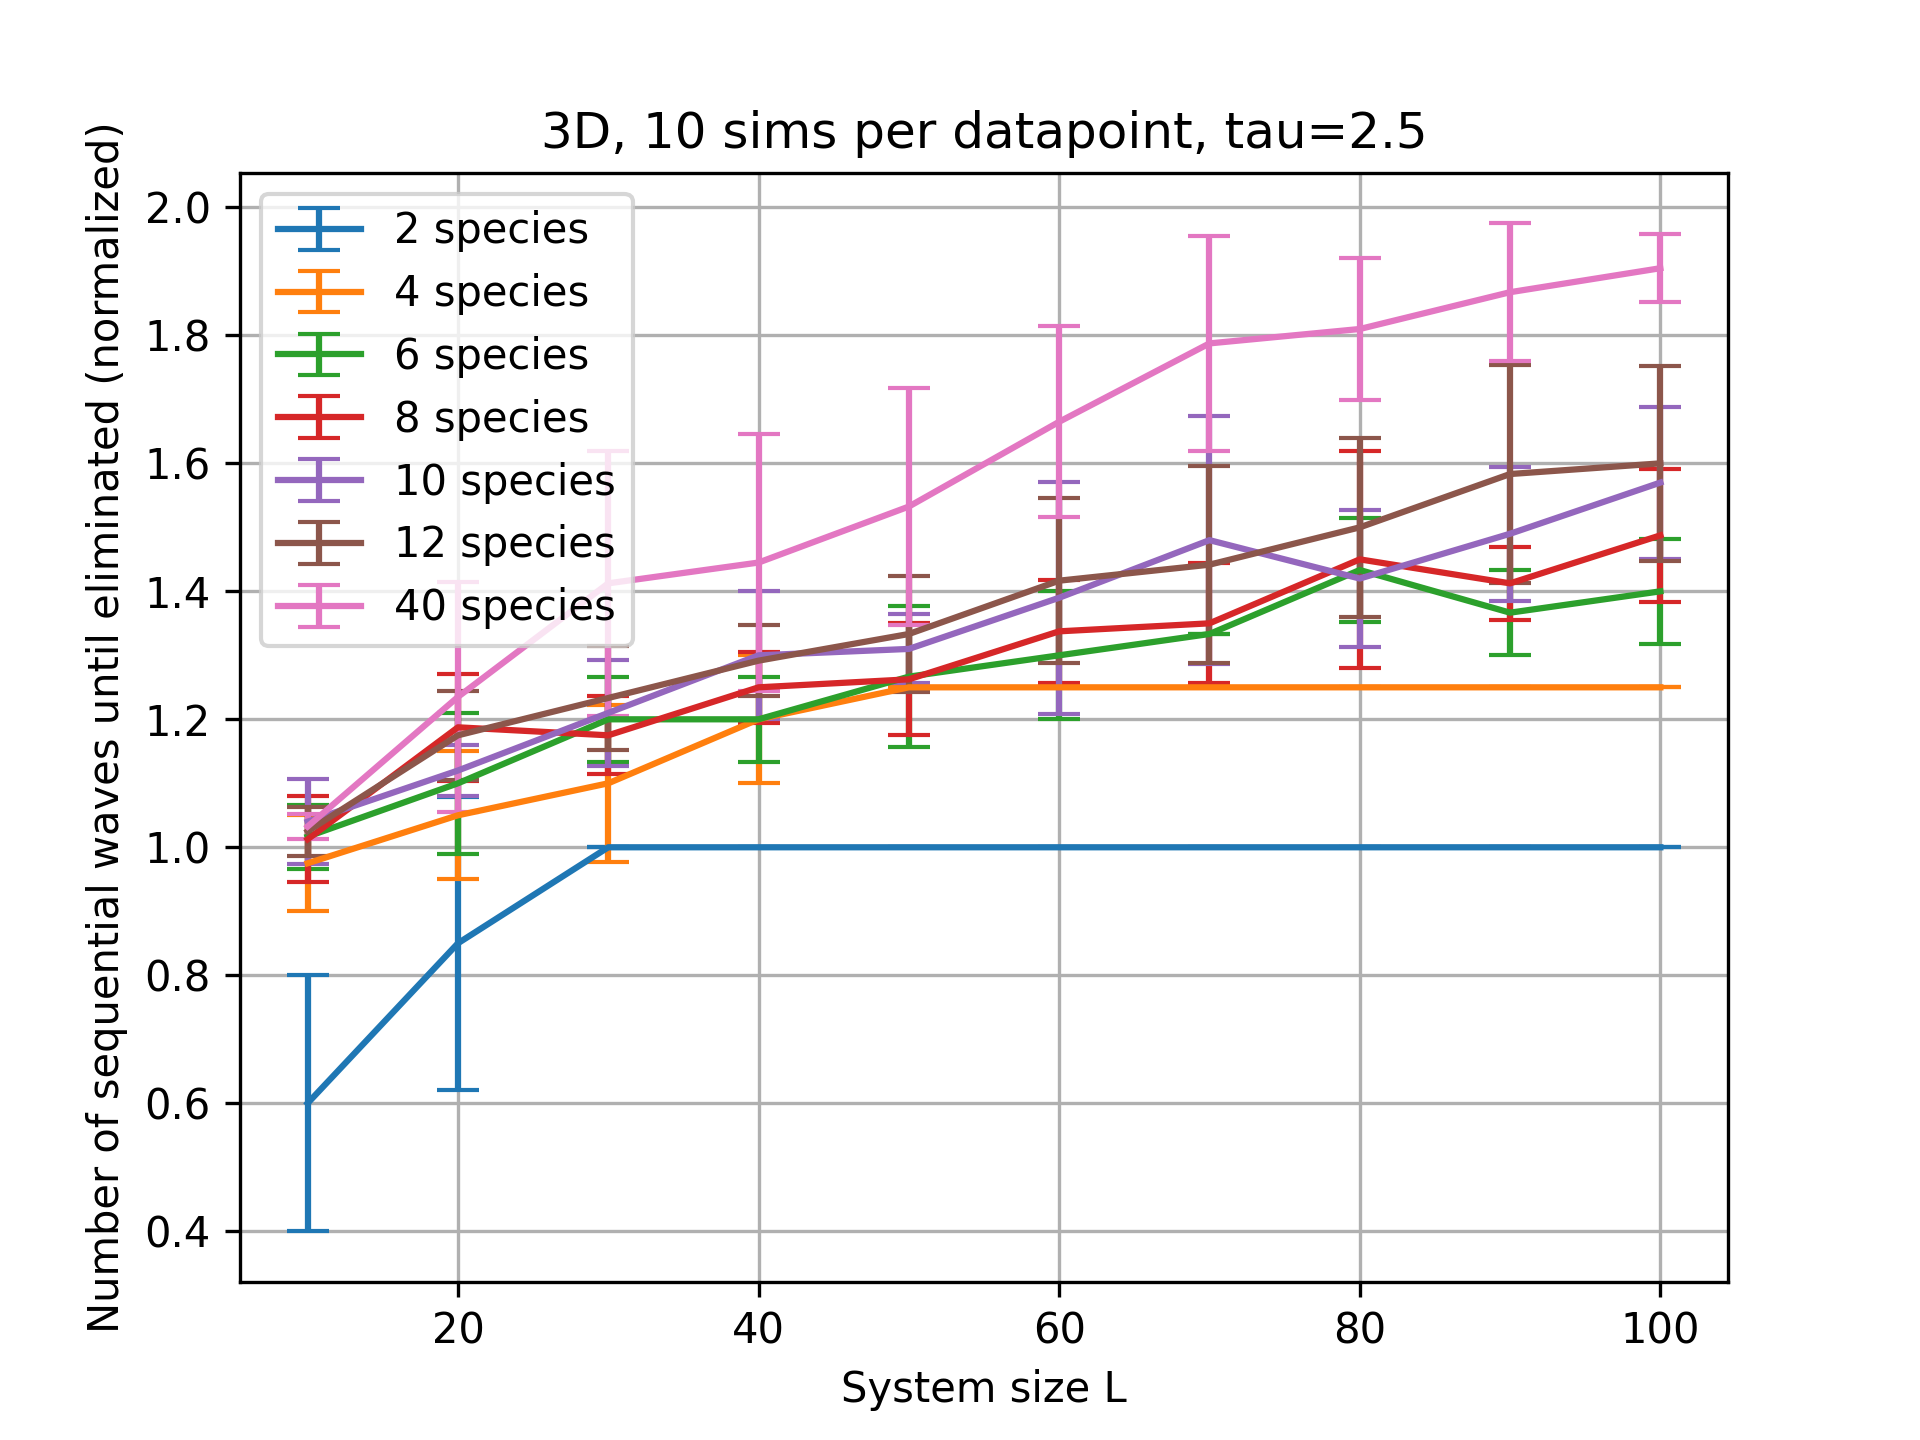 3D, 10 sims per datapoint, tau=2.5
Number of sequential waves until eliminated (normalized)
2.0
1.8
1.6
1.4
1.2
1.0
0.8
0.6
0.4
2 species
4 species
6 species
8 species
10 species
12 species
40 species
20 40 60 80 100
System size L